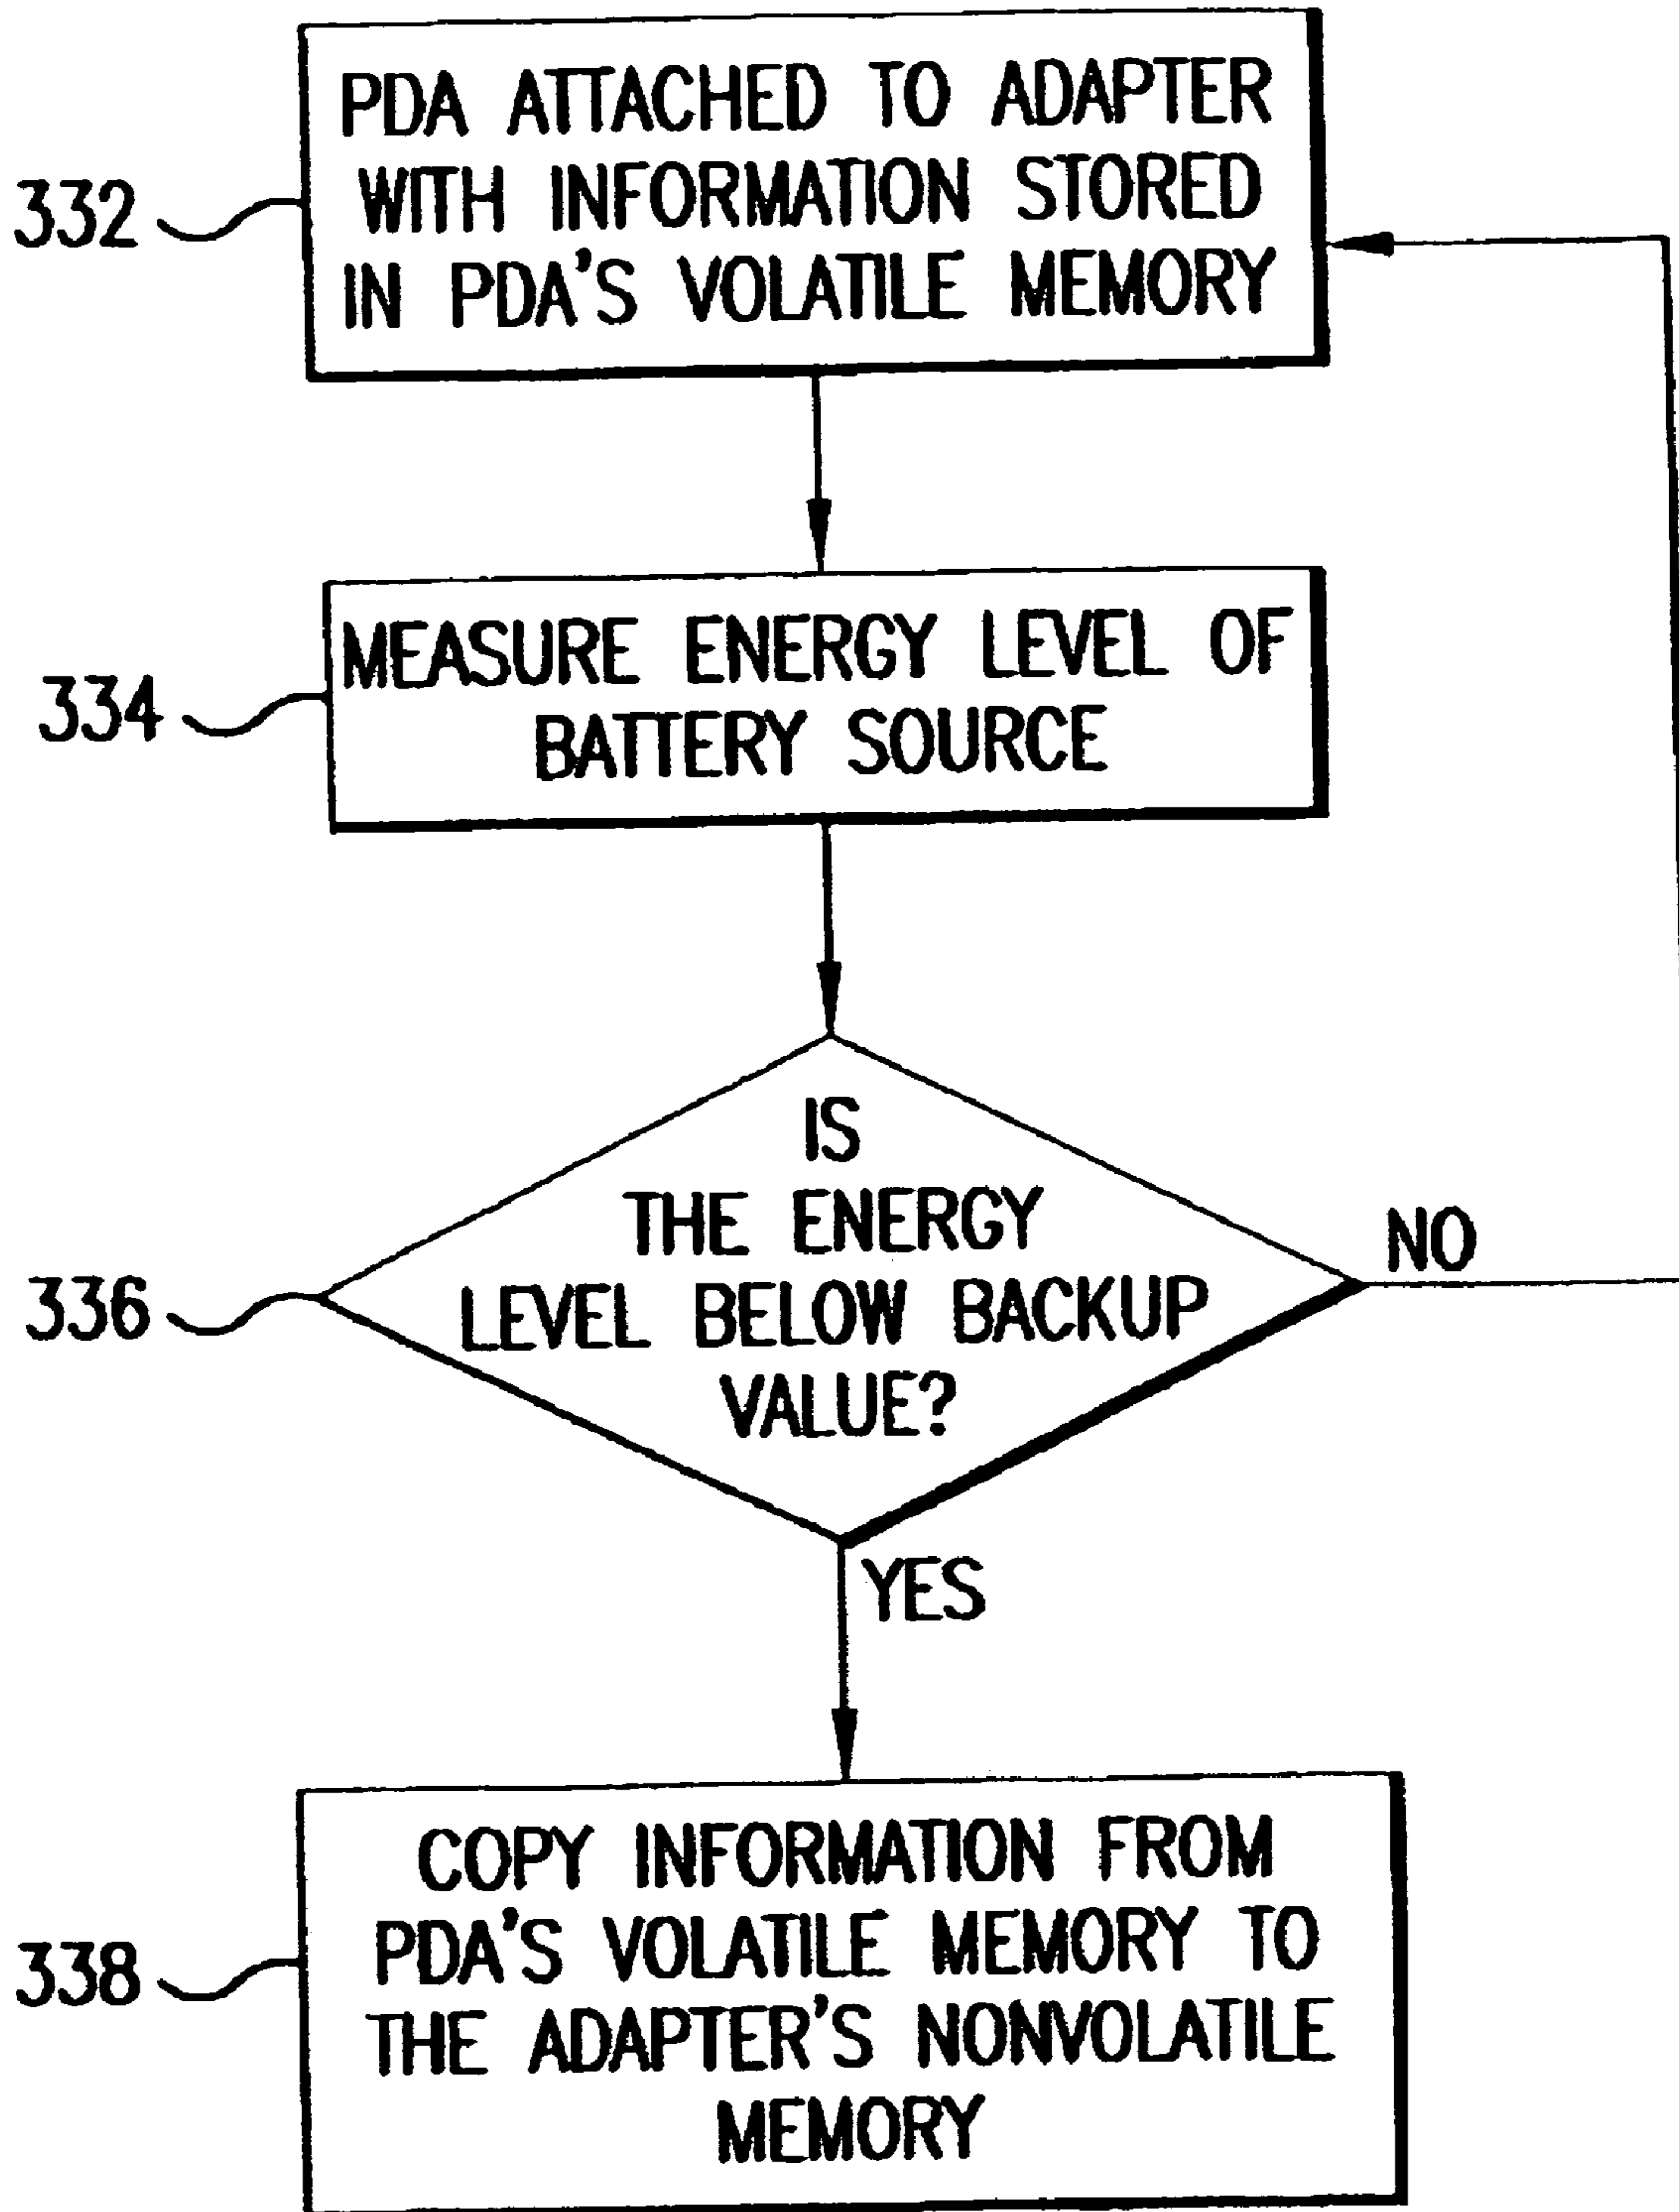 332
PDA ATTACHED TO ADAPTER
WITH INFORMATION STORED
IN PDA'S VOLATILE MEMORY
334
MEASURE ENERGY LEVEL OF
BATTERY SOURCE
336
IS
THE ENERGY
LEVEL BELOW BACKUP
VALUE?
NO
YES
338
COPY INFORMATION FROM
PDA'S VOLATILE MEMORY TO
THE ADAPTER'S NONVOLATILE
MEMORY